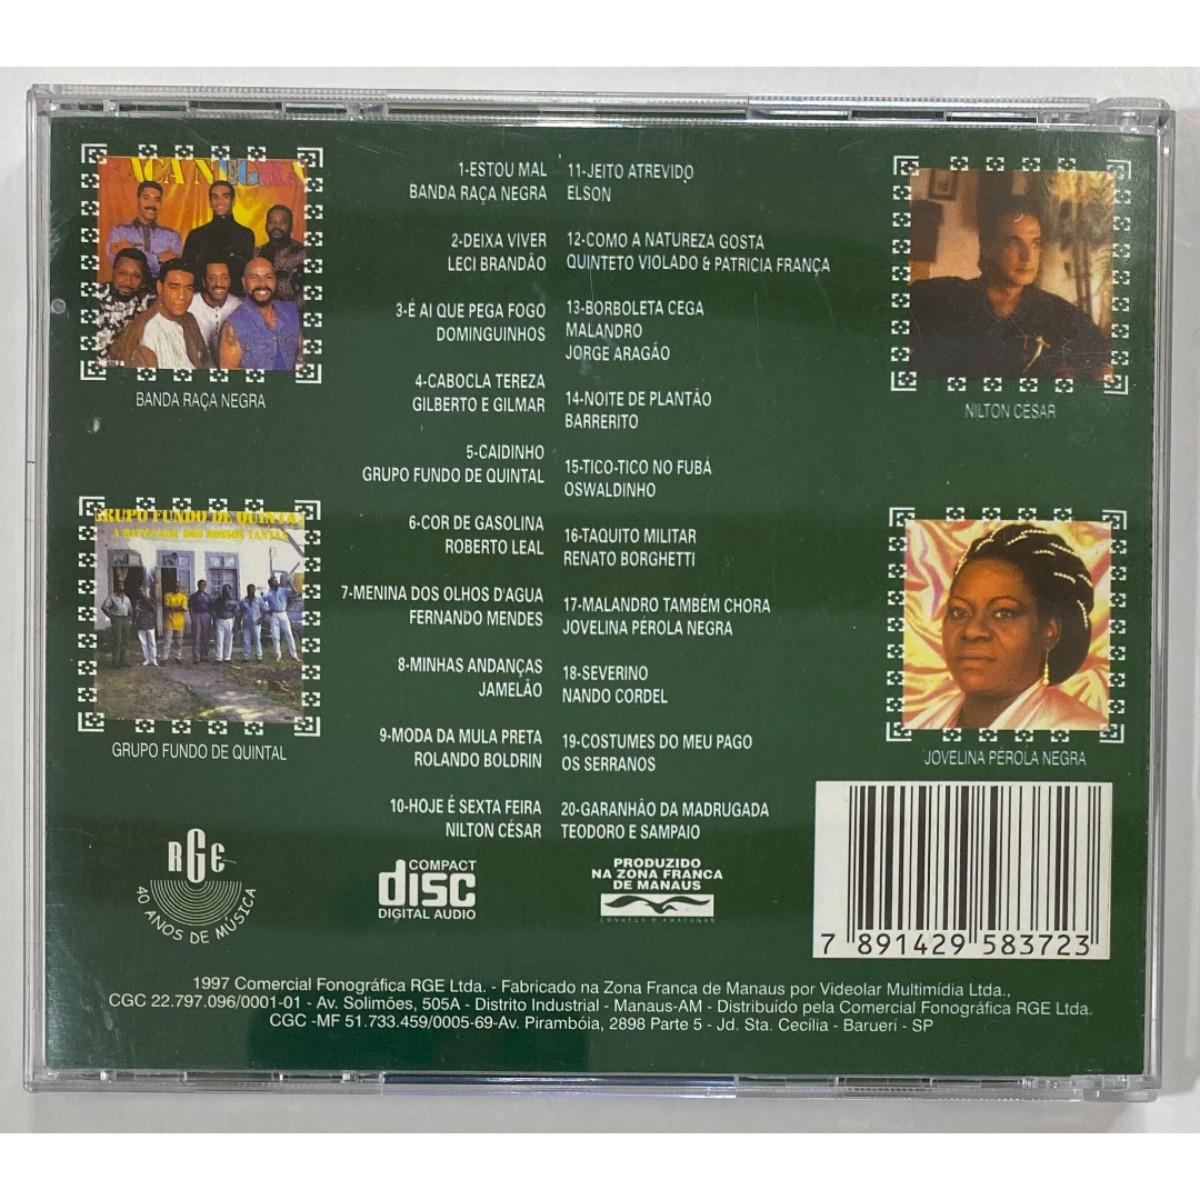 AÇA NEGRA
BANDA RAÇA NEGRA
GRUPO FUNDO DE QUINTAL
A BATUCADA DOS NOSSOS TANTÃS
GRUPO FUNDO DE QUINTAL
1-ESTOU MAL
BANDA RAÇA NEGRA
2-DEIXA VIVER
LECI BRANDÃO
3-É AI QUE PEGA FOGO
DOMINGUINHOS
4-CABOCLA TEREZA
GILBERTO E GILMAR
5-CAIDINHO
GRUPO FUNDO DE QUINTAL
6-COR DE GASOLINA
ROBERTO LEAL
7-MENINA DOS OLHOS D'AGUA
FERNANDO MENDES
8-MINHAS ANDANÇAS
JAMELÃO
9-MODA DA MULA PRETA
ROLANDO BOLDRIN
10-HOJE É SEXTA FEIRA
NILTON CÉSAR
11-JEITO ATREVIDO
ELSON
12-COMO A NATUREZA GOSTA
QUINTETO VIOLADO & PATRICIA FRANÇA
13-BORBOLETA CEGA
MALANDRO
JORGE ARAGÃO
14-NOITE DE PLANTÃO
BARRERITO
15-TICO-TICO NO FUBÁ
OSWALDINHO
16-TAQUITO MILITAR
RENATO BORGHETTI
17-MALANDRO TAMBÉM CHORA
JOVELINA PÉROLA NEGRA
18-SEVERINO
NANDO CORDEL
19-COSTUMES DO MEU PAGO
OS SERRANOS
20-GARANHÃO DA MADRUGADA
TEODORO E SAMPAIO
NILTON CÉSAR
JOVELINA PÉROLA NEGRA
RGE
40 ANOS DE MÚSICA
COMPACT
disc
DIGITAL AUDIO
PRODUZIDO
NA ZONA FRANCA
DE MANAUS
CONHEÇA O AMAZONAS
7 891429 583723
1997 Comercial Fonográfica RGE Ltda. - Fabricado na Zona Franca de Manaus por Videolar Multimídia Ltda.,
CGC 22.797.096/0001-01 - Av. Solimões, 505A - Distrito Industrial - Manaus-AM - Distribuído pela Comercial Fonográfica RGE Ltda.
CGC -MF 51.733.459/0005-69-Av. Pirambóia, 2898 Parte 5 - Jd. Sta. Cecília - Barueri - SP